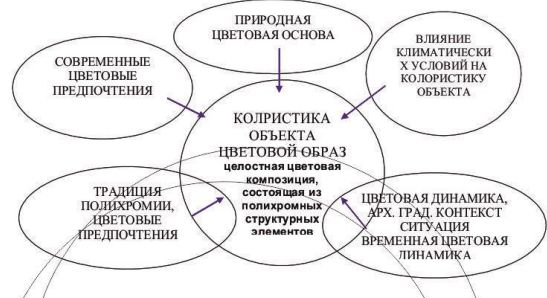 ПРИРОДНАЯ
ЦВЕТОВАЯ ОСНОВА
СОВРЕМЕННЫЕ
ЦВЕТОВЫЕ
ПРЕДПОЧТЕНИЯ
ВЛИЯНИЕ
КЛИМАТИЧЕСКИ
Х УСЛОВИЙ НА
КОЛОРИСТИКУ
ОБЪЕКТА
КОЛРИСТИКА
ОБЪЕКТА
ЦВЕТОВОЙ ОБРАЗ
целостная цветовая
композиция,
состоящая из
полихромных
структурных
элементов
ТРАДИЦИЯ
ПОЛИХРОМИИ,
ЦВЕТОВЫЕ
ПРЕДПОЧТЕНИЯ
ЦВЕТОВАЯ ДИНАМИКА,
АРХ. ГРАД. КОНТЕКСТ
СИТУАЦИЯ
ВРЕМЕННАЯ ЦВЕТОВАЯ
ДИНАМИКА